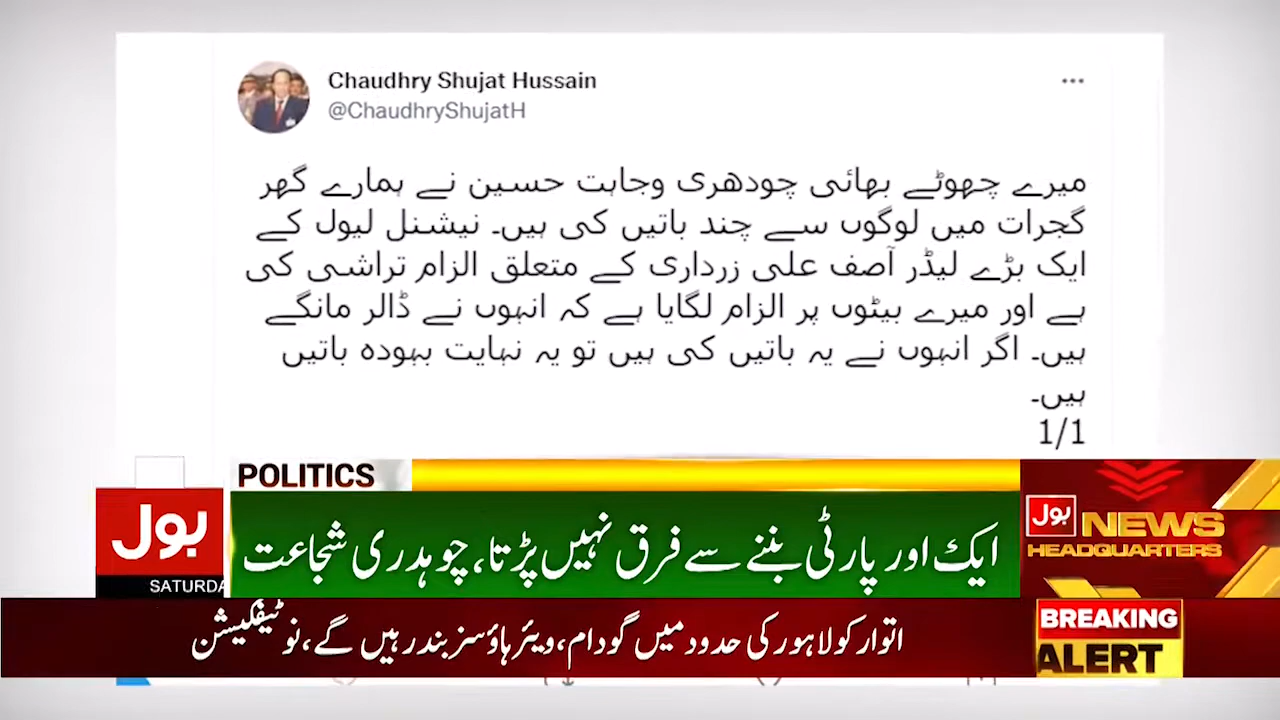 Chaudhry Shujat Hussain
@ChaudhryShujatH
میرے چھوٹے بھائی چودھری وجاہت حسین نے ہمارے گھر
گجرات میں لوگوں سے چند باتیں کی ہیں۔ نیشنل لیول کے
ایک بڑے لیڈر آصف علی زرداری کے متعلق الزام تراشی کی
ہے اور میرے بیٹوں پر الزام لگایا ہے کہ انہوں نے ڈالر مانگے
ہیں۔ اگر انہوں نے یہ باتیں کی ہیں تو یہ نہایت بہودہ باتیں
ہیں۔
1/1
POLITICS
بول
SATURDA
ایک اور پارٹی بننے سے فرق نہیں پڑتا، چوہدری شجاعت
بول NEWS
HEADQUARTERS
اتوار کو لاہور کی حدود میں گودام، ویئر ہاؤسز بند رہیں گے، نوٹیفکیشن
BREAKING
ALERT